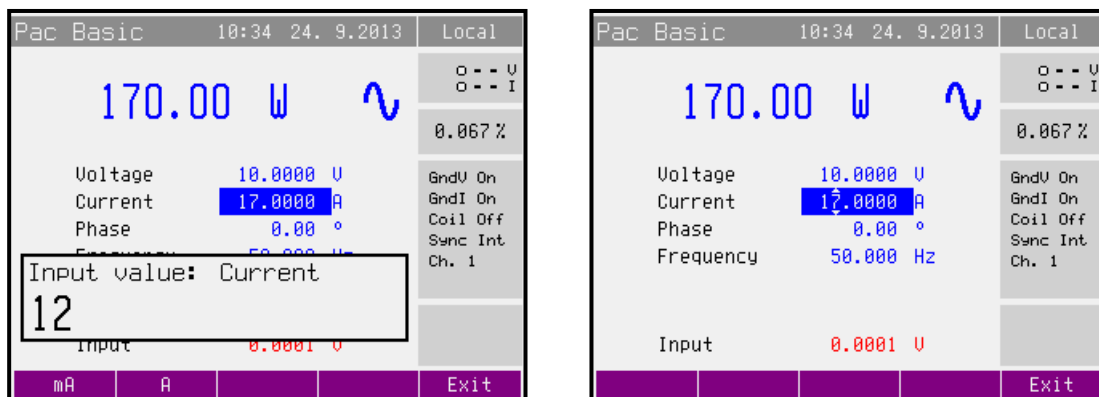 Pac Basic 10:34 24. 9.2013 Local
170.00 W
o-- V
o-- I
0.067 %
Voltage 10.0000 V
Current 17.0000 A
Phase 0.00 °
Frequency 50.000 Hz
GndV On
GndI On
Coil Off
Sync Int
Ch. 1
Input value: Current
12
Input 0.0001 V
mA A Exit
Pac Basic 10:34 24. 9.2013 Local
170.00 W
o-- V
o-- I
0.067 %
Voltage 10.0000 V
Current 17.0000 A
Phase 0.00 °
Frequency 50.000 Hz
GndV On
GndI On
Coil Off
Sync Int
Ch. 1
Input 0.0001 V
Exit